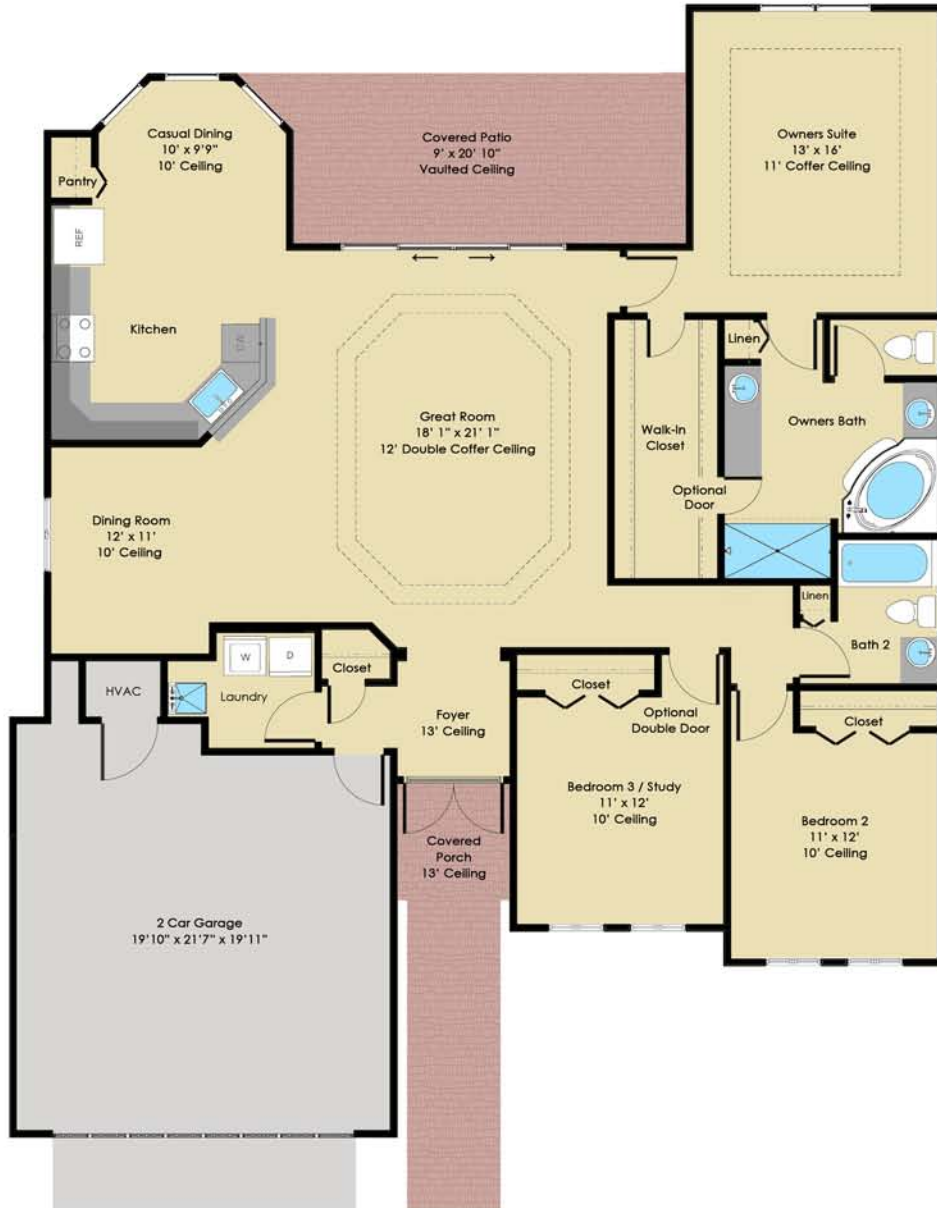 Casual Dining
10' x 9'9"
10' Ceiling
Covered Patio
9' x 20' 10"
Vaulted Ceiling
Owners Suite
13' x 16'
11' Coffer Ceiling
Pantry
REF
Kitchen
DW
Linen
Great Room
18' 1" x 21' 1"
12' Double Coffer Ceiling
Walk-In
Closet
Owners Bath
Optional
Door
Dining Room
12' x 11'
10' Ceiling
Linen
Bath 2
W
D
Closet
HVAC
Laundry
Closet
Optional
Double Door
Closet
Foyer
13' Ceiling
Bedroom 3 / Study
11' x 12'
10' Ceiling
Bedroom 2
11' x 12'
10' Ceiling
Covered
Porch
13' Ceiling
2 Car Garage
19'10" x 21'7" x 19'11"